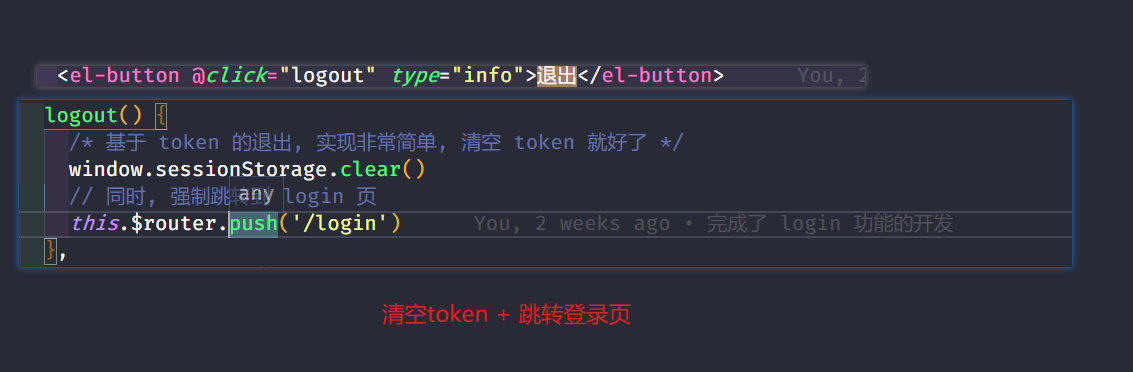 <el-button @click="logout" type="info">退出</el-button> You, 2
logout() {
/* 基于 token 的退出, 实现非常简单, 清空 token 就好了 */
window.sessionStorage.clear()
// 同时, 强制跳转到 login 页
any
this.$router.push('/login') You, 2 weeks ago • 完成了 login 功能的开发
},
清空token + 跳转登录页